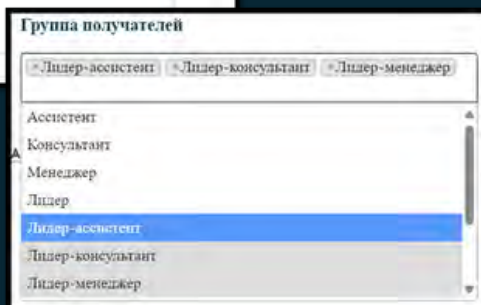 Группа получателей
×Лидер-ассистент ×Лидер-консультант ×Лидер-менеджер
Ассистент
Консультант
Менеджер
Лидер
Лидер-ассистент
Лидер-консультант
Лидер-менеджер